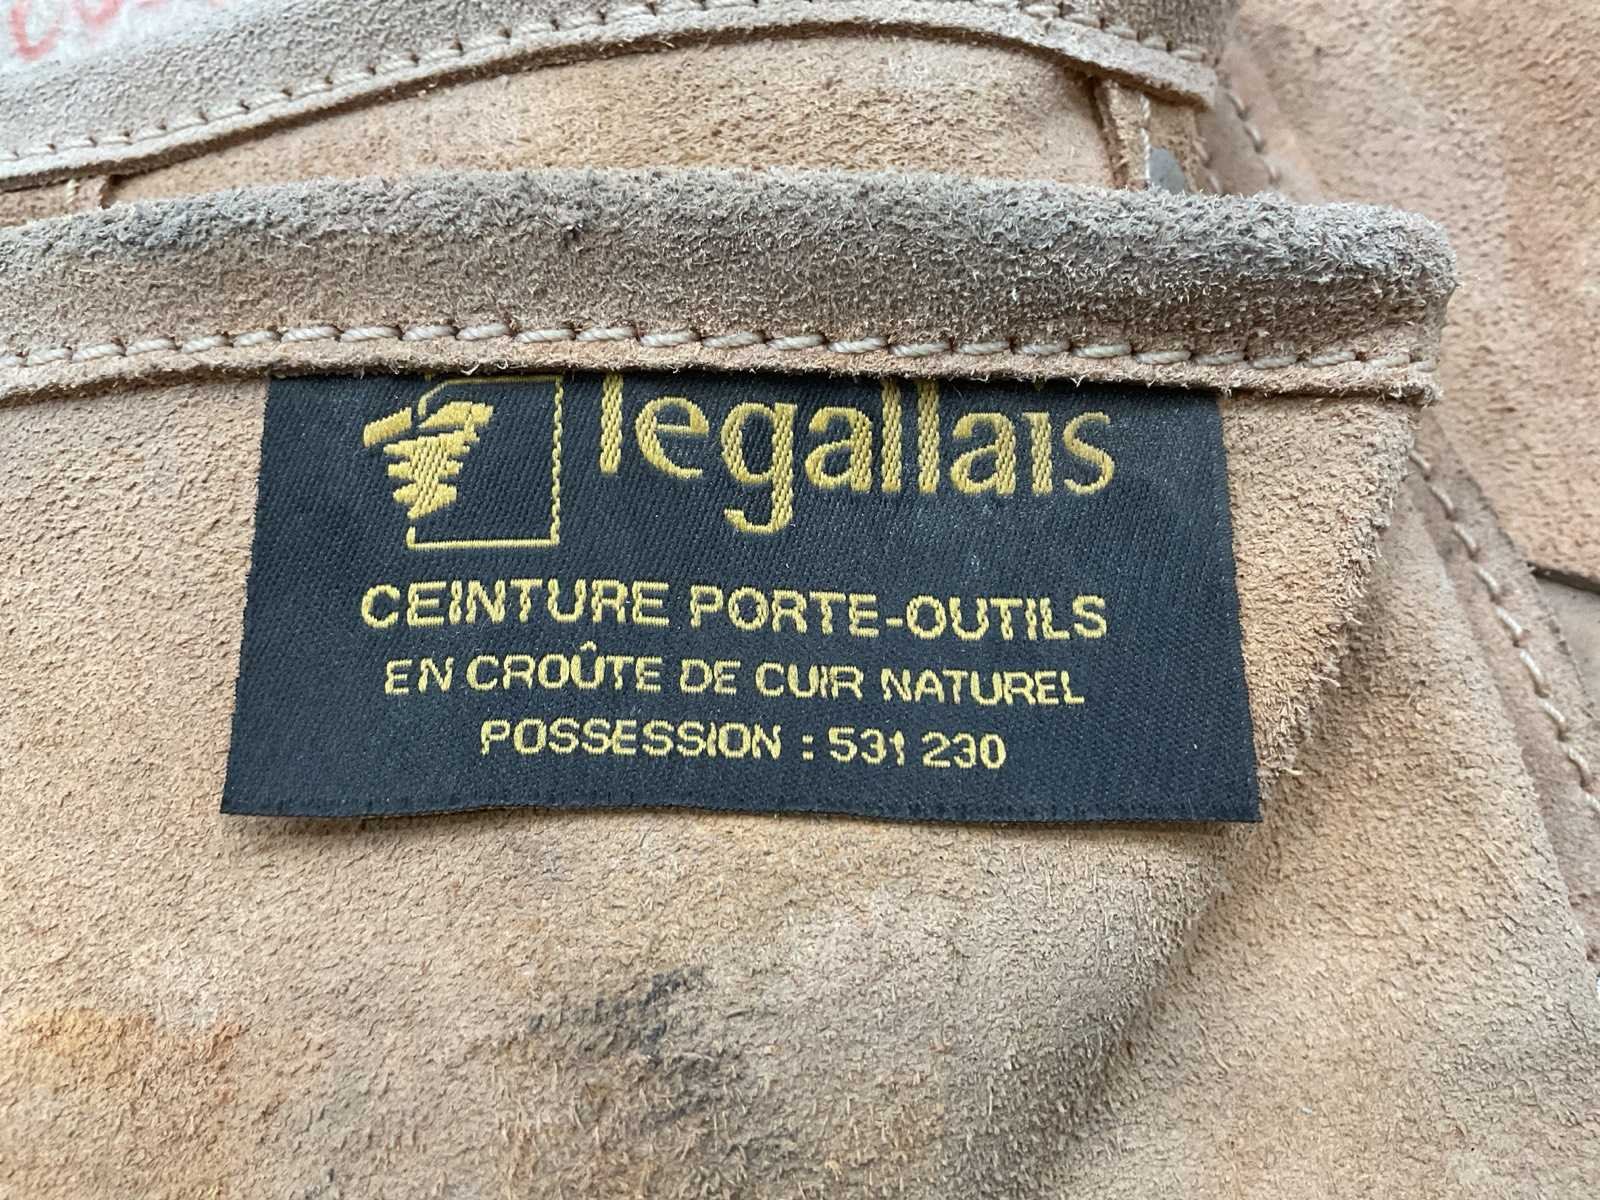 legallais
CEINTURE PORTE-OUTILS
EN CROÛTE DE CUIR NATUREL
POSSESSION : 531 230